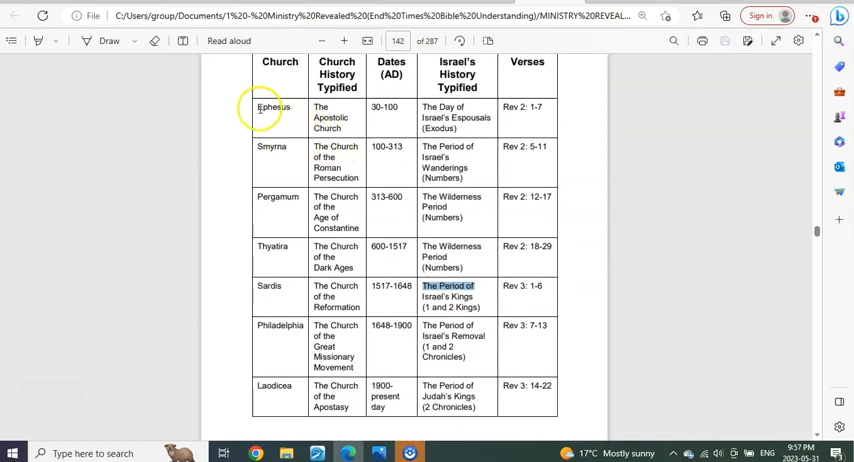 C:/Users/group/Documents/1%20-%20Ministry%20Revealed%20(End%20Times%20Bible%20Understanding)/MINISTRY%20REVEAL...
Sign in
Draw
Read aloud
142 of 287
Church Church History Typified Dates (AD) Israel's History Typified Verses
Ephesus The Apostolic Church 30-100 The Day of Israel's Espousals (Exodus) Rev 2: 1-7
Smyrna The Church of the Roman Persecution 100-313 The Period of Israel's Wanderings (Numbers) Rev 2: 5-11
Pergamum The Church of the Age of Constantine 313-600 The Wilderness Period (Numbers) Rev 2: 12-17
Thyatira The Church of the Dark Ages 600-1517 The Wilderness Period (Numbers) Rev 2: 18-29
Sardis The Church of the Reformation 1517-1648 The Period of Israel's Kings (1 and 2 Kings) Rev 3: 1-6
Philadelphia The Church of the Great Missionary Movement 1648-1900 The Period of Israel's Removal (1 and 2 Chronicles) Rev 3: 7-13
Laodicea The Church of the Apostasy 1900-present day The Period of Judah's Kings (2 Chronicles) Rev 3: 14-22
Type here to search
17°C Mostly sunny
ENG
9:57 PM
2023-05-31